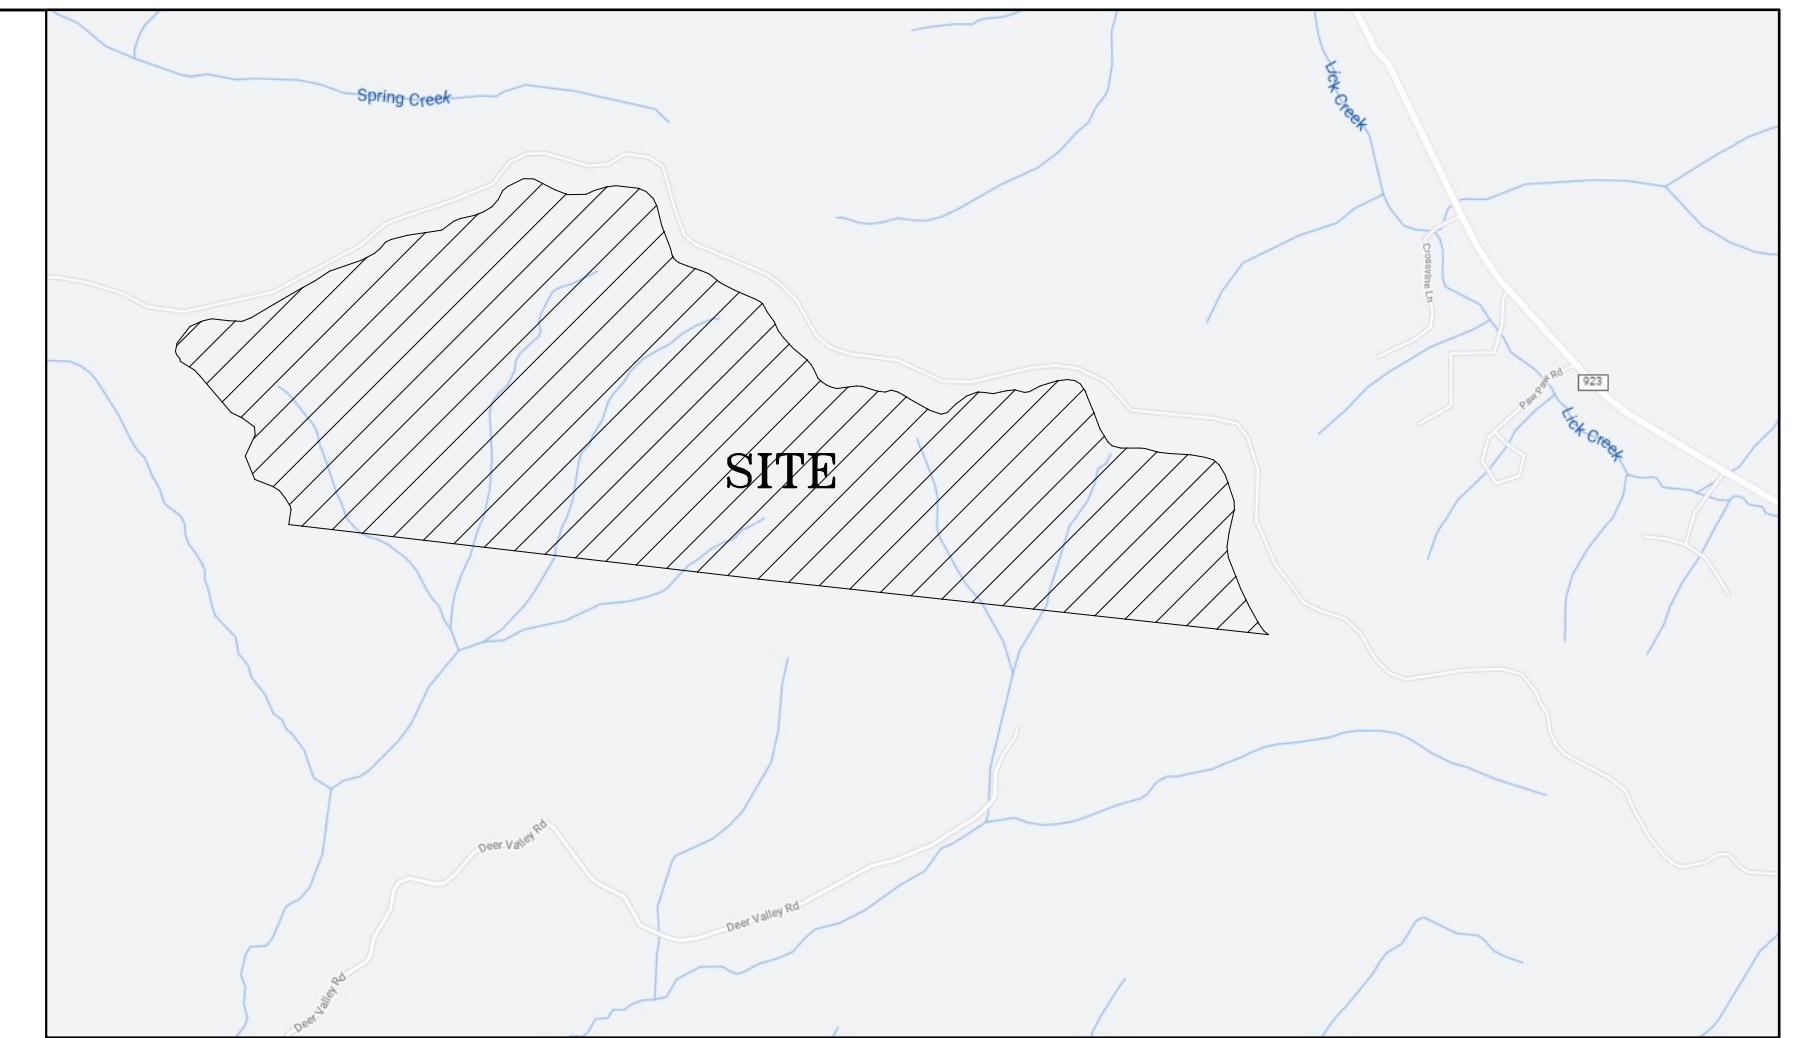 Spring Creek
Lick Creek
Crossvine Ln
Paw Paw Rd
923
Lick Creek
SITE
Deer Valley Rd
Deer Valley Rd
Deer Valley Rd